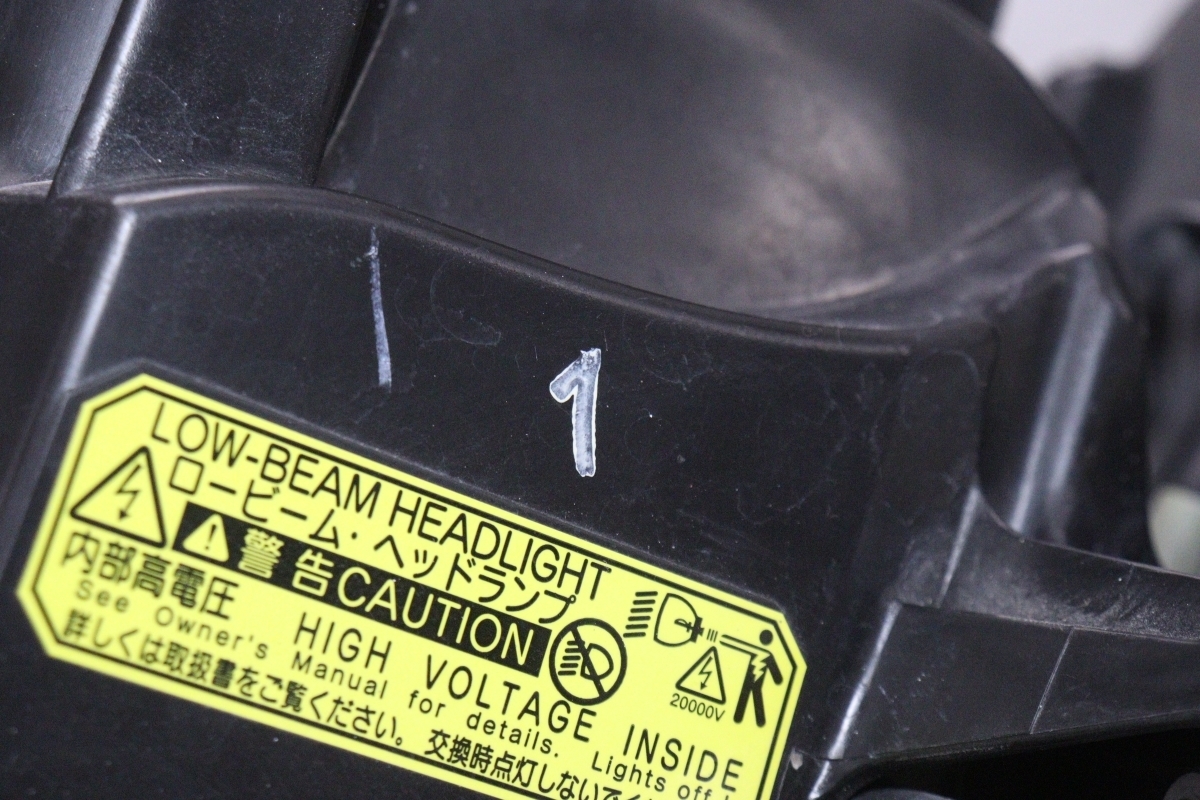 1
LOW-BEAM HEADLIGHT
ロービーム・ヘッドランプ
警告 CAUTION
内部高電圧 HIGH VOLTAGE INSIDE
20000V
See Owner's Manual for details. Lights off
詳しくは取扱書をご覧ください。 交換時点灯しないで